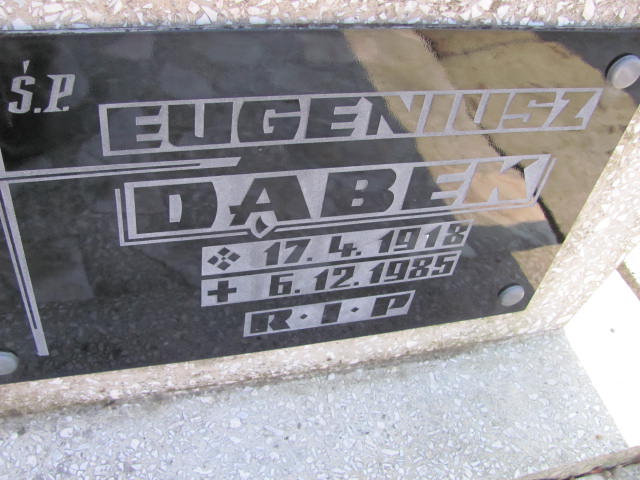 Ś.P.
EUGENIUSZ
DĄBEK
17. 4. 1918
+ 6. 12. 1985
R·I·P